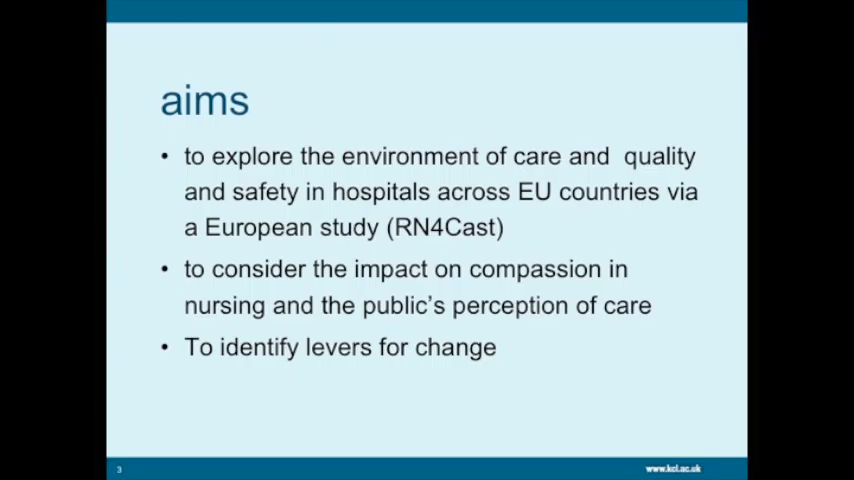 aims
• to explore the environment of care and  quality
and safety in hospitals across EU countries via
a European study (RN4Cast)
• to consider the impact on compassion in
nursing and the public's perception of care
• To identify levers for change
3
www.kcl.ac.uk